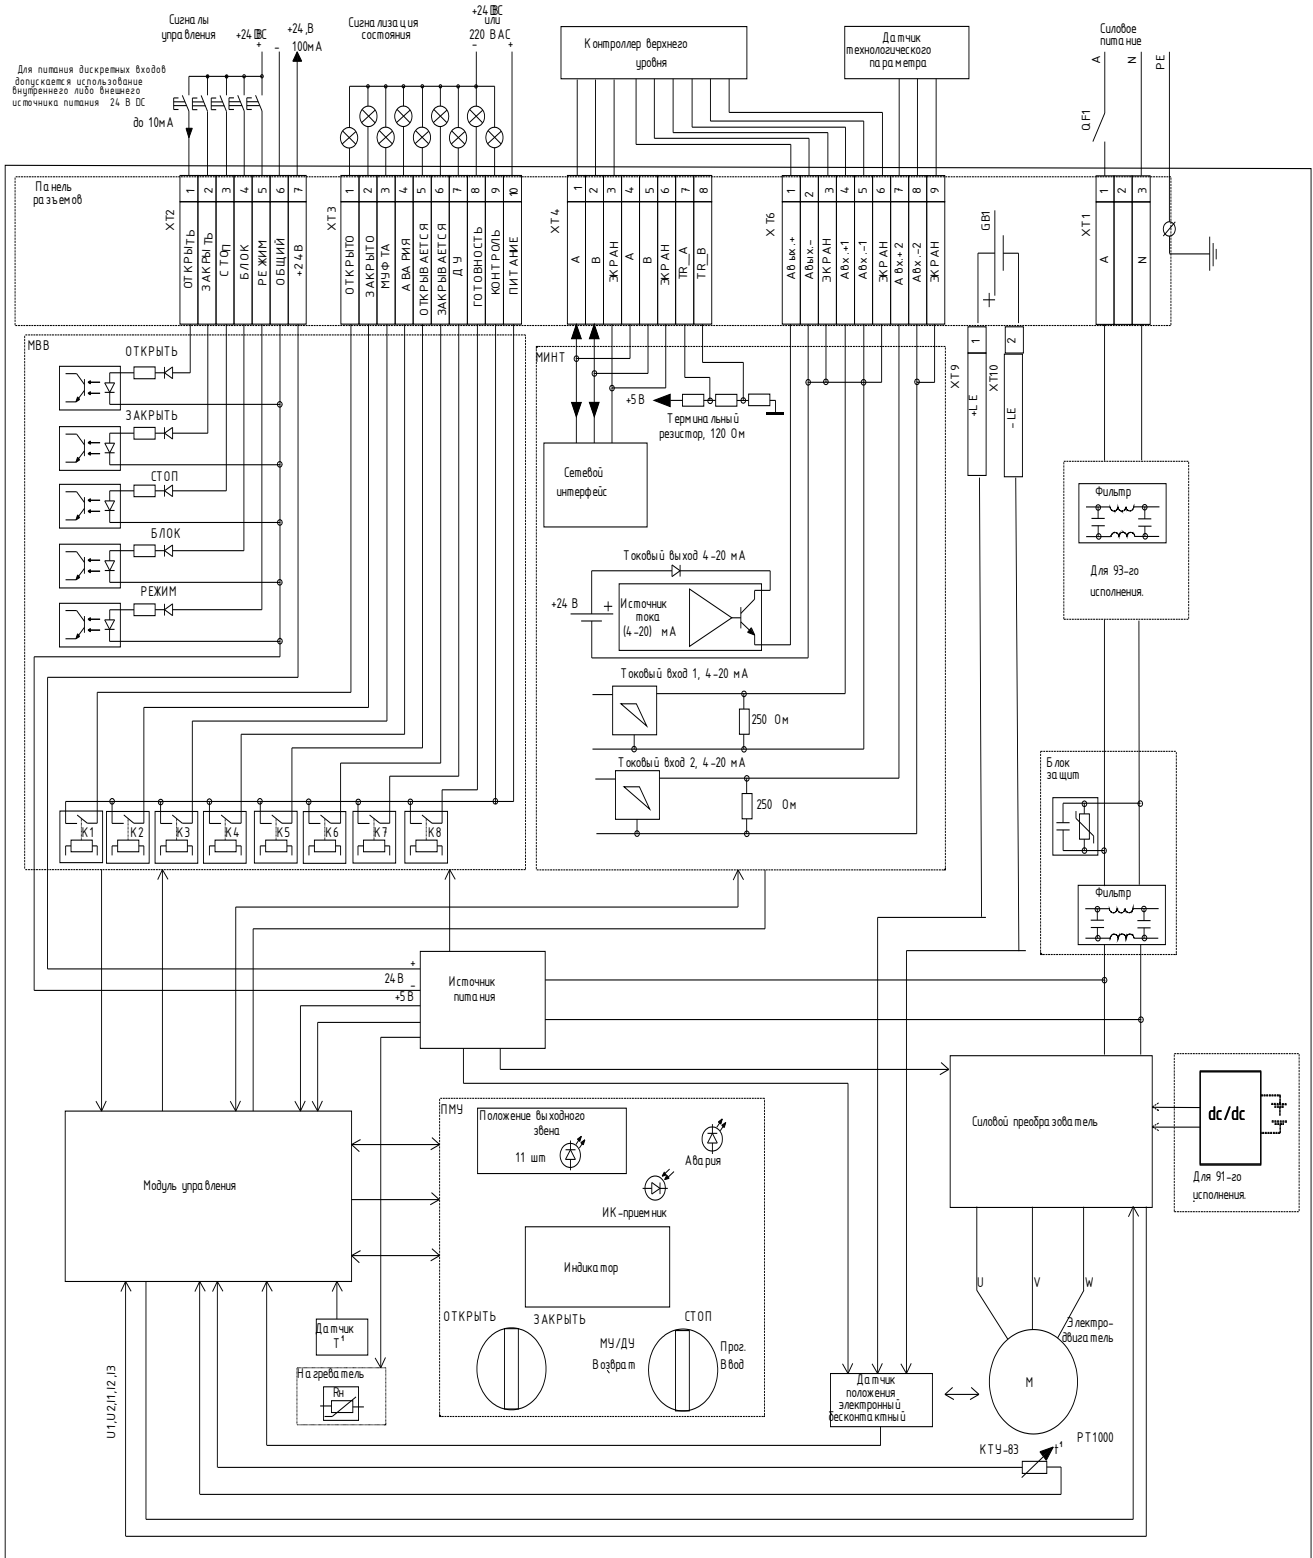 Сигналы
управления
+24 ВС
+
-
+24 ,В
100мА
Для питания дискретных входов
допускается использование
внутреннего либо внешнего
источника питания 24 В DC
до 10мА
Сигнализация
состояния
+24 ВС
или
220 В АС
-
+
Контроллер верхнего
уровня
Датчик
технологического
параметра
Силовое
питание
A
N
PE
QF1
Панель
разъемов
XT2
1 ОТКРЫТЬ
2 ЗАКРЫТЬ
3 СТОП
4 БЛОК
5 РЕЖИМ
6 ОБЩИЙ
7 +24В
XT3
1 ОТКРЫТО
2 ЗАКРЫТО
3 МУФТА
4 АВАРИЯ
5 ОТКРЫВАЕТСЯ
6 ЗАКРЫВАЕТСЯ
7 ДУ
8 ГОТОВНОСТЬ
9 КОНТРОЛЬ
10 ПИТАНИЕ
XT4
1 A
2 B
3 ЭКРАН
4 A
5 B
6 ЭКРАН
7 TR_A
8 TR_B
XT6
1 Авых.+
2 Авых.-
3 ЭКРАН
4 Авх.+1
5 Авх.-1
6 ЭКРАН
7 Авх.+2
8 Авх.-2
9 ЭКРАН
GB1
+
XT1
1 A
2
3 N
XT9
1 +LE
XT10
2 -LE
МВВ
ОТКРЫТЬ
ЗАКРЫТЬ
СТОП
БЛОК
РЕЖИМ
K1
K2
K3
K4
K5
K6
K7
K8
МИНТ
+5 В
Терминальный
резистор, 120 Ом
Сетевой
интерфейс
Токовый выход 4-20 мА
+24 В
+
Источник
тока
(4-20) мА
Токовый вход 1, 4-20 мА
250 Ом
Токовый вход 2, 4-20 мА
250 Ом
Фильтр
Для 93-го
исполнения.
Блок
защит
Фильтр
+
24 В
-
+5 В
Источник
питания
Модуль управления
ПМУ
Положение выходного
звена
11 шт
Авария
ИК-приемник
Индикатор
ОТКРЫТЬ
ЗАКРЫТЬ
СТОП
МУ/ДУ
Возврат
Прог.
Ввод
Силовой преобразователь
dc/dc
Для 91-го
исполнения.
U
V
W
Электро-
двигатель
M
Датчик
T¹
Нагреватель
Rн
Датчик
положения
электронный
бесконтактный
КТУ-83
t¹
PT1000
U1,U2,I1,I2,I3